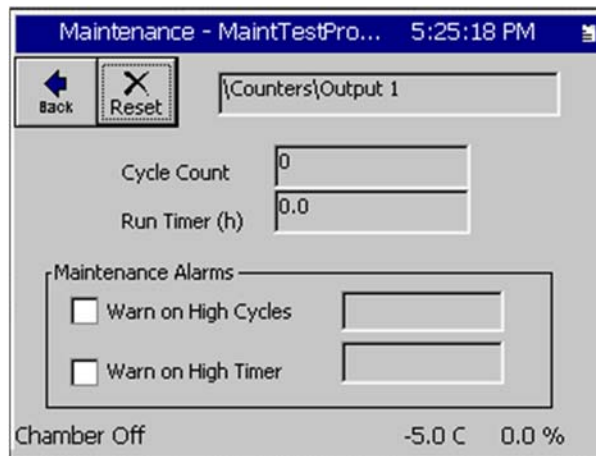 Maintenance - MaintTestPro... 5:25:18 PM
Back
Reset
\Counters\Output 1
Cycle Count 0
Run Timer (h) 0.0
Maintenance Alarms
Warn on High Cycles
Warn on High Timer
Chamber Off -5.0 C 0.0 %